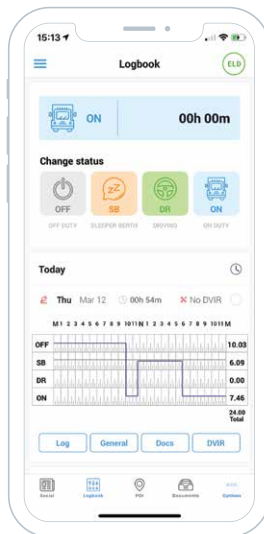 15:13
Logbook
ELD
ON
00h 00m
Change status
OFF
SB
DR
ON
OFF DUTY
SLEEPER BERTH
DRIVING
ON DUTY
Today
Thu Mar 12 00h 54m No DVIR
M 1 2 3 4 5 6 7 8 9 10 11 N 1 2 3 4 5 6 7 8 9 10 11 M
OFF 10.03
SB 6.09
DR 0.00
ON 7.46
24.00
Total
Log General Docs DVIR
Social Logbook POI Documents Options